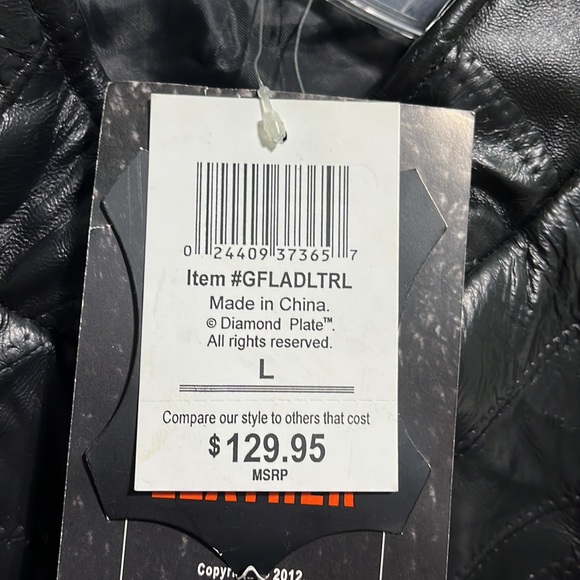 0 24409 37365 7
Item #GFLADLTRL
Made in China.
© Diamond Plate™.
All rights reserved.
L
Compare our style to others that cost
$129.95
MSRP
LEATHER
2012